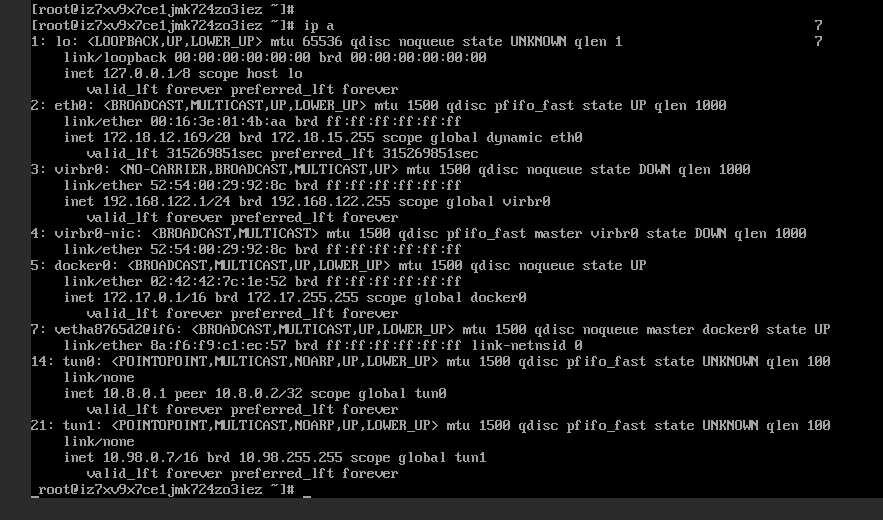 [root@iz7xv9x7ce1jmk724zo3iez ~]#
[root@iz7xv9x7ce1jmk724zo3iez ~]# ip a 7
1: lo: <LOOPBACK,UP,LOWER_UP> mtu 65536 qdisc noqueue state UNKNOWN qlen 1 7
link/loopback 00:00:00:00:00:00 brd 00:00:00:00:00:00
inet 127.0.0.1/8 scope host lo
valid_lft forever preferred_lft forever
2: eth0: <BROADCAST,MULTICAST,UP,LOWER_UP> mtu 1500 qdisc pfifo_fast state UP qlen 1000
link/ether 00:16:3e:01:4b:aa brd ff:ff:ff:ff:ff:ff
inet 172.18.12.169/20 brd 172.18.15.255 scope global dynamic eth0
valid_lft 315269851sec preferred_lft 315269851sec
3: virbr0: <NO-CARRIER,BROADCAST,MULTICAST,UP> mtu 1500 qdisc noqueue state DOWN qlen 1000
link/ether 52:54:00:29:92:8c brd ff:ff:ff:ff:ff:ff
inet 192.168.122.1/24 brd 192.168.122.255 scope global virbr0
valid_lft forever preferred_lft forever
4: virbr0-nic: <BROADCAST,MULTICAST> mtu 1500 qdisc pfifo_fast master virbr0 state DOWN qlen 1000
link/ether 52:54:00:29:92:8c brd ff:ff:ff:ff:ff:ff
5: docker0: <BROADCAST,MULTICAST,UP,LOWER_UP> mtu 1500 qdisc noqueue state UP
link/ether 02:42:42:7c:1e:52 brd ff:ff:ff:ff:ff:ff
inet 172.17.0.1/16 brd 172.17.255.255 scope global docker0
valid_lft forever preferred_lft forever
7: vetha8765d2@if6: <BROADCAST,MULTICAST,UP,LOWER_UP> mtu 1500 qdisc noqueue master docker0 state UP
link/ether 8a:f6:f9:c1:ec:57 brd ff:ff:ff:ff:ff:ff link-netnsid 0
14: tun0: <POINTOPOINT,MULTICAST,NOARP,UP,LOWER_UP> mtu 1500 qdisc pfifo_fast state UNKNOWN qlen 100
link/none
inet 10.8.0.1 peer 10.8.0.2/32 scope global tun0
valid_lft forever preferred_lft forever
21: tun1: <POINTOPOINT,MULTICAST,NOARP,UP,LOWER_UP> mtu 1500 qdisc pfifo_fast state UNKNOWN qlen 100
link/none
inet 10.98.0.7/16 brd 10.98.255.255 scope global tun1
valid_lft forever preferred_lft forever
_root@iz7xv9x7ce1jmk724zo3iez ~]# _